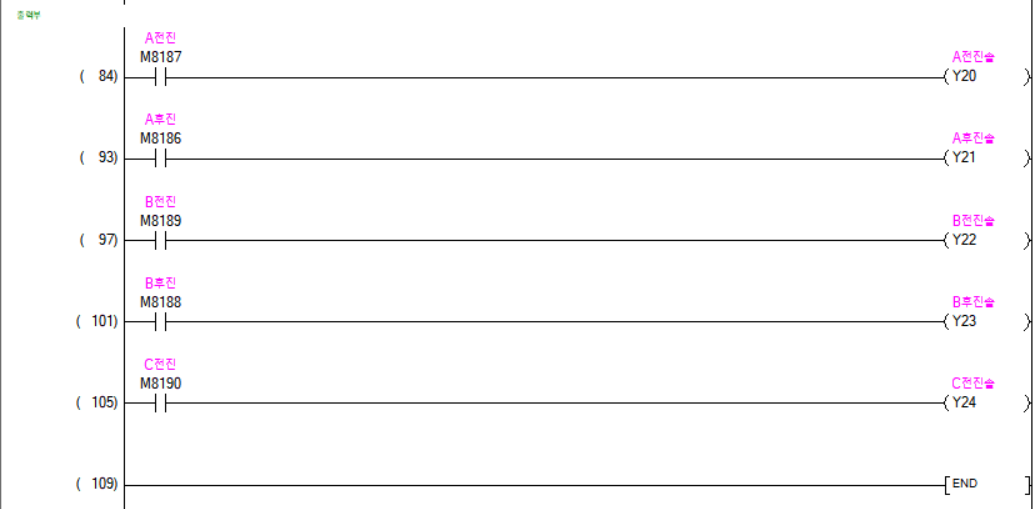 출력부
A전진
M8187
A전진솔
( 84)
( Y20 )
A후진
M8186
A후진솔
( 93)
( Y21 )
B전진
M8189
B전진솔
( 97)
( Y22 )
B후진
M8188
B후진솔
( 101)
( Y23 )
C전진
M8190
C전진솔
( 105)
( Y24 )
( 109)
[ END ]